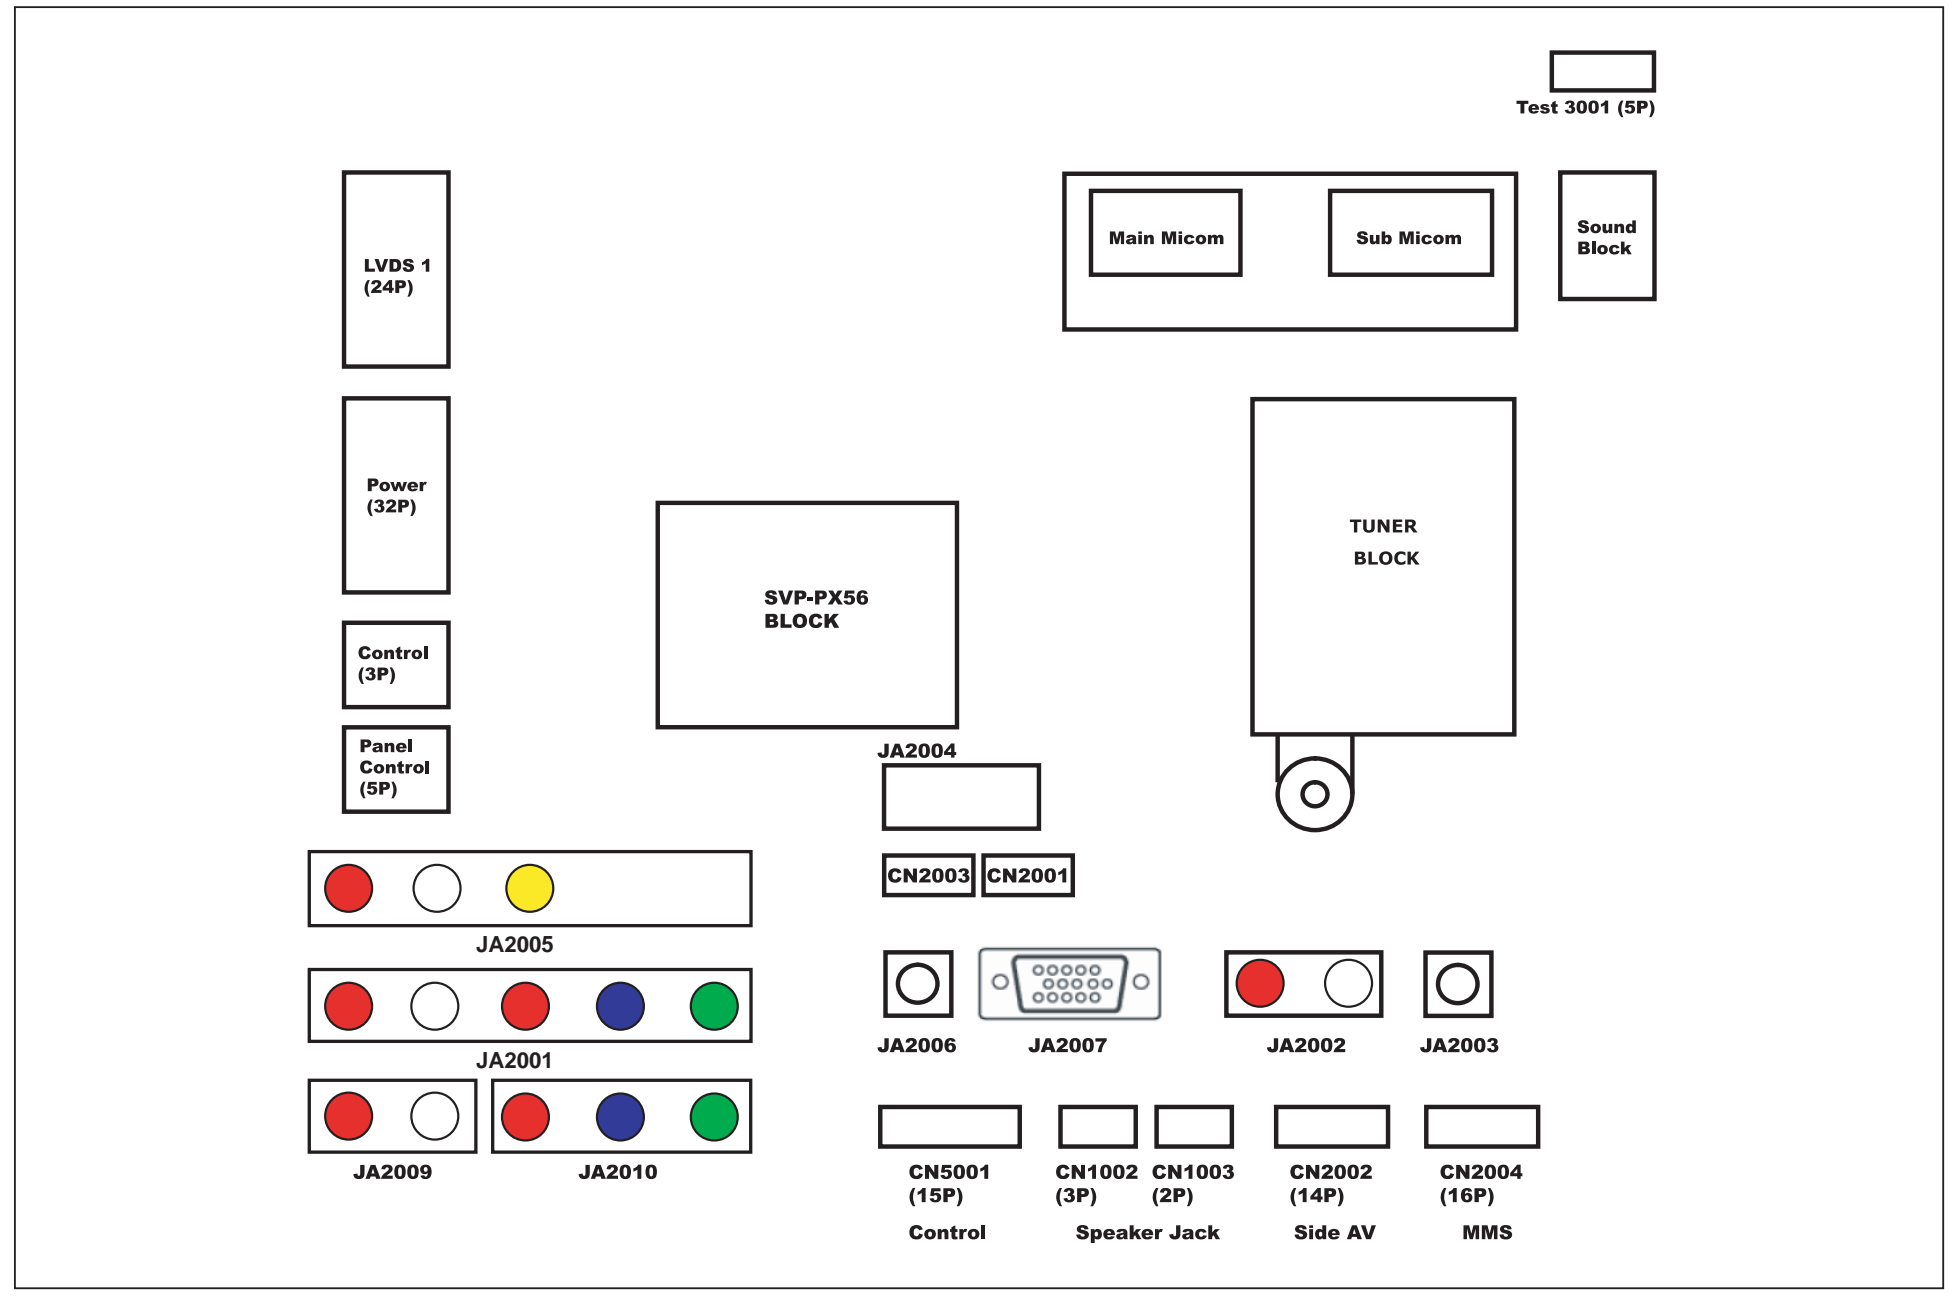 Test 3001 (5P)
LVDS 1
(24P)
Main Micom
Sub Micom
Sound
Block
Power
(32P)
TUNER
BLOCK
SVP-PX56
BLOCK
Control
(3P)
Panel
Control
(5P)
JA2004
CN2003
CN2001
JA2005
JA2001
JA2006
JA2007
JA2002
JA2003
JA2009
JA2010
CN5001
(15P)
CN1002
(3P)
CN1003
(2P)
CN2002
(14P)
CN2004
(16P)
Control
Speaker Jack
Side AV
MMS